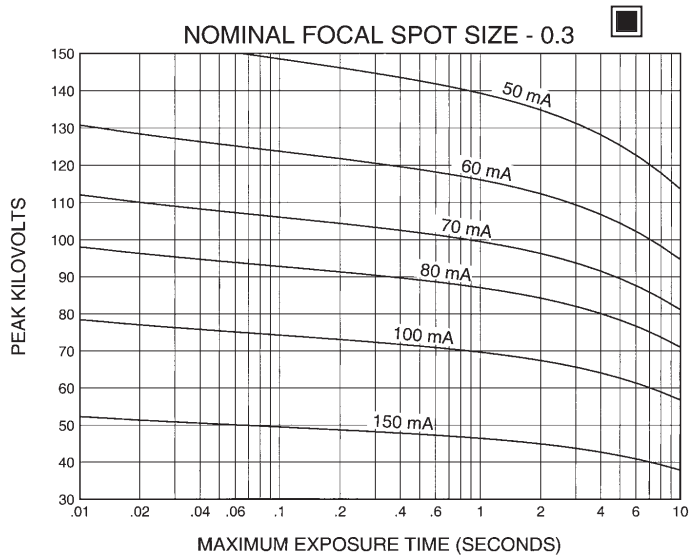 NOMINAL FOCAL SPOT SIZE - 0.3
150
140
130
120
110
100
90
80
70
60
50
40
30
PEAK KILOVOLTS
50 mA
60 mA
70 mA
80 mA
100 mA
150 mA
.01 .02 .04 .06 .1 .2 .4 .6 1 2 4 6 10
MAXIMUM EXPOSURE TIME (SECONDS)